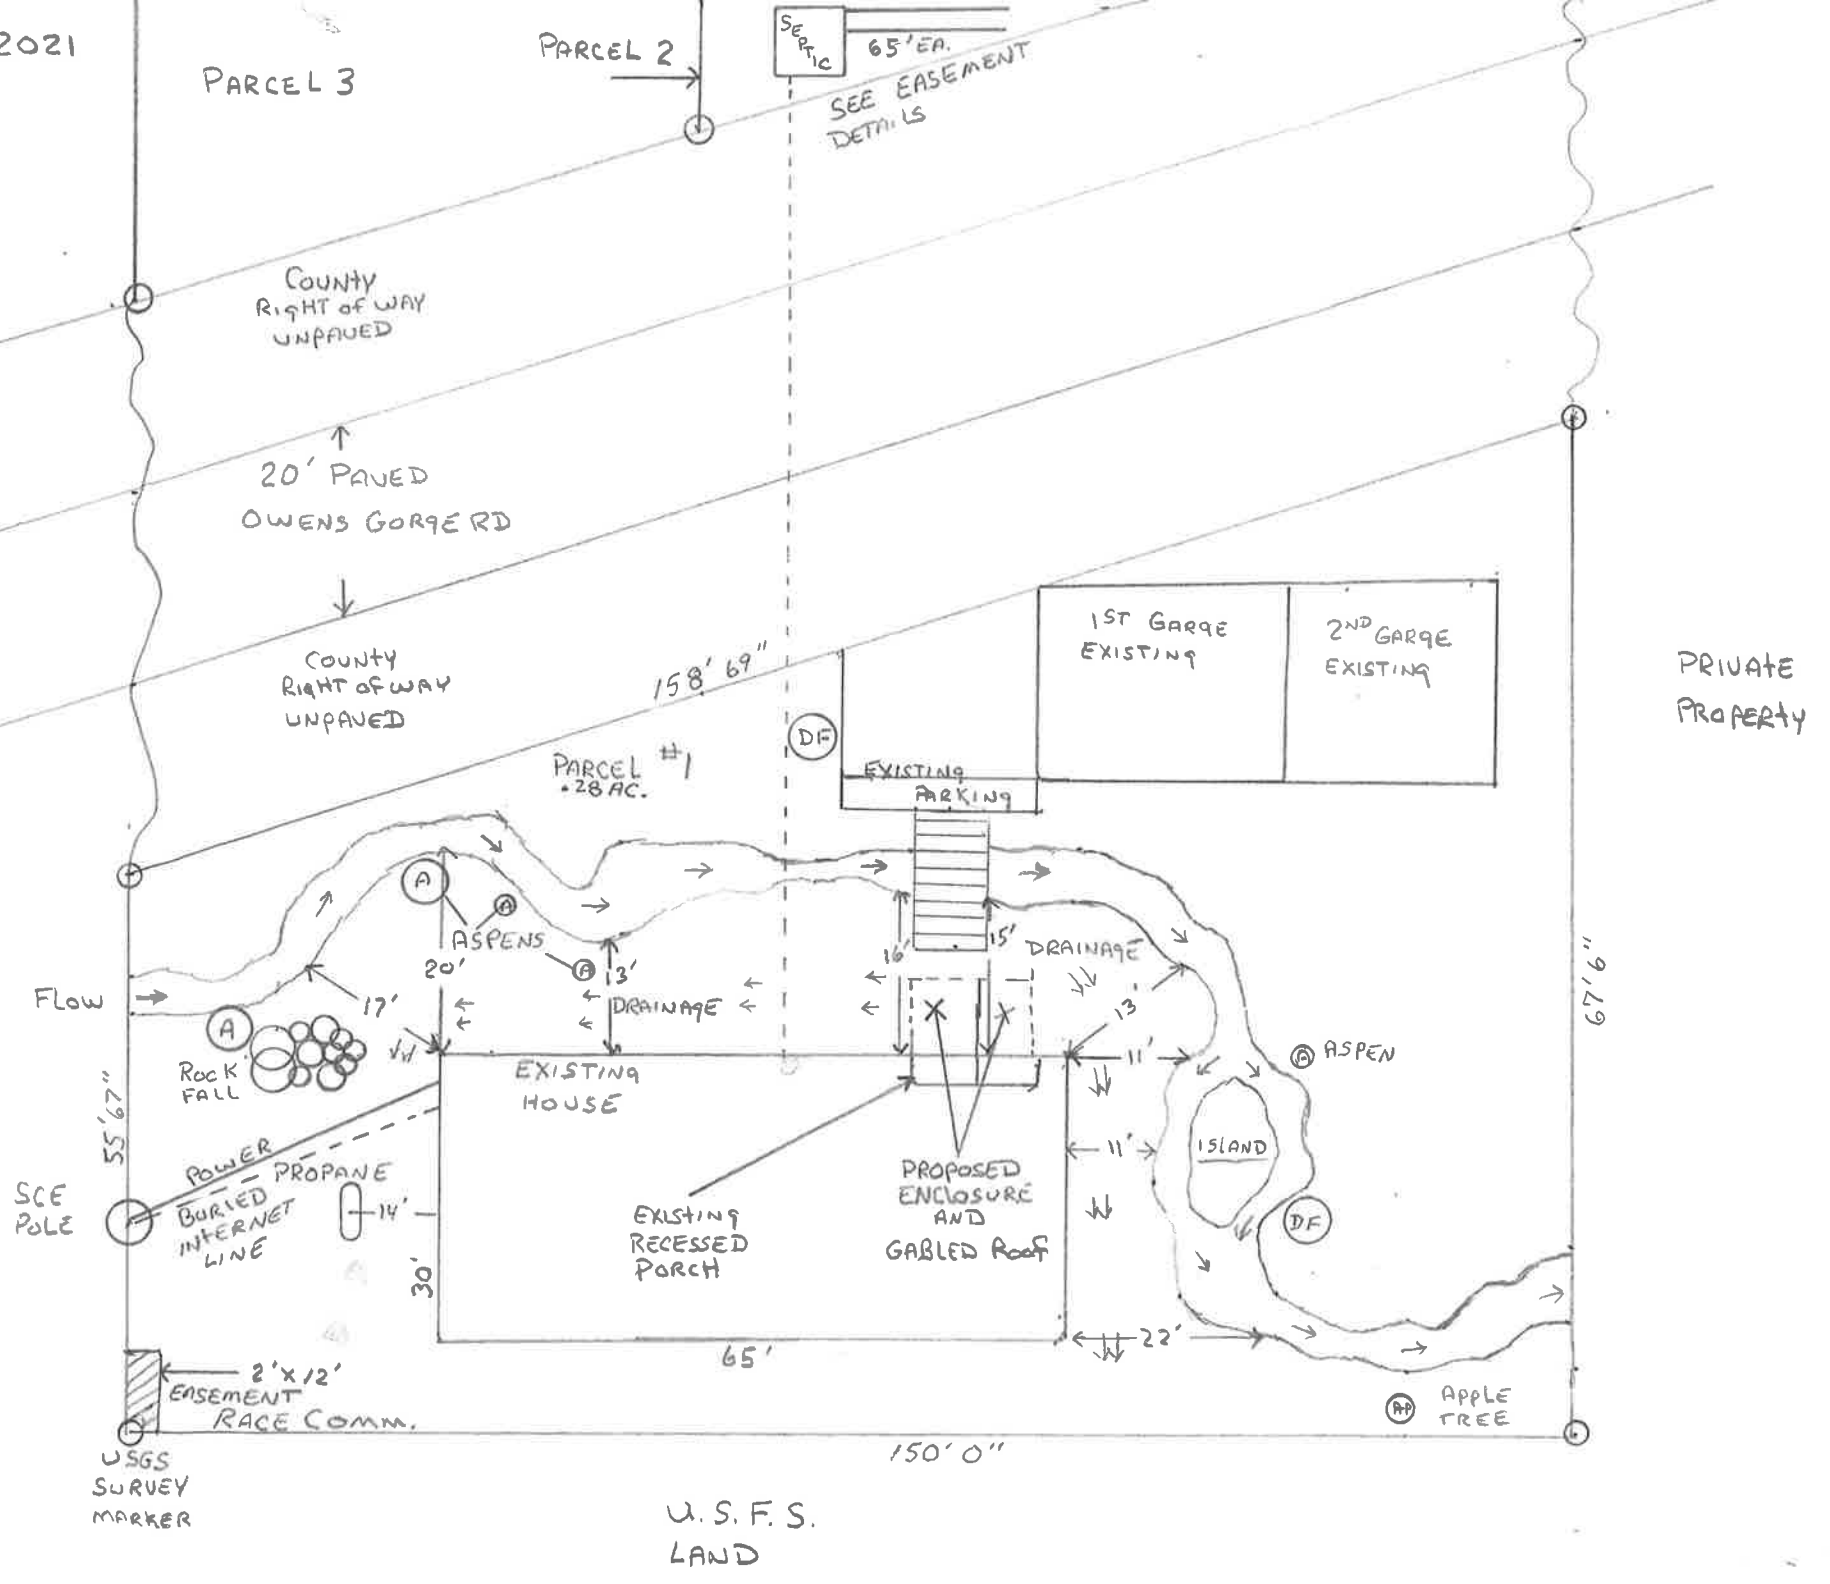 2021
PARCEL 3
PARCEL 2
SEPTIC
65' EA.
SEE EASEMENT
DETAILS
COUNTY
RIGHT OF WAY
UNPAVED
20' PAVED
OWENS GORGE RD
COUNTY
RIGHT OF WAY
UNPAVED
158' 69"
PARCEL #1
.28 AC.
DF
1ST GARGE
EXISTING
2ND GARGE
EXISTING
PRIVATE
PROPERTY
EXISTING
PARKING
A
A
ASPENS
A
20'
13'
16'
15'
DRAINAGE
FLOW
17'
DRAINAGE
13'
67' 6"
A
ROCK
FALL
EXISTING
HOUSE
11'
A ASPEN
55' 67"
POWER
PROPANE
11'
ISLAND
SCE
POLE
BURIED
INTERNET
LINE
14'
30'
EXISTING
RECESSED
PORCH
PROPOSED
ENCLOSURE
AND
GABLED ROOF
DF
65'
22'
2' X 12'
EASEMENT
RACE COMM.
AP
APPLE
TREE
150' 0"
USGS
SURVEY
MARKER
U.S.F.S.
LAND